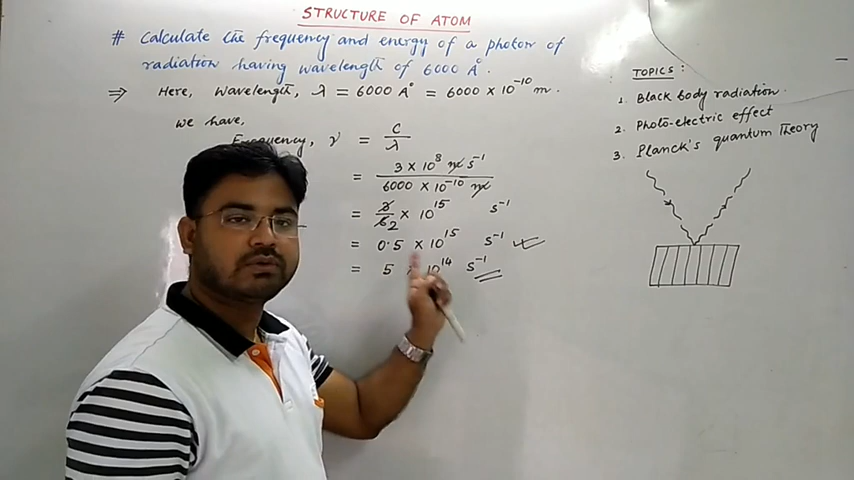 STRUCTURE OF ATOM
# Calculate the frequency and energy of a photon of
radiation having wavelength of 6000 A°.
⇒ Here, Wavelength, λ = 6000 A° = 6000 × 10⁻¹⁰ m.
we have,
Frequency, ν = c/λ
= 3 × 10⁸ m s⁻¹ / 6000 × 10⁻¹⁰ m
= 3/6 2 × 10¹⁵ s⁻¹
= 0.5 × 10¹⁵ s⁻¹
= 5 × 10¹⁴ s⁻¹
TOPICS:
1. Black body radiation.
2. Photo-electric effect
3. Planck's quantum Theory